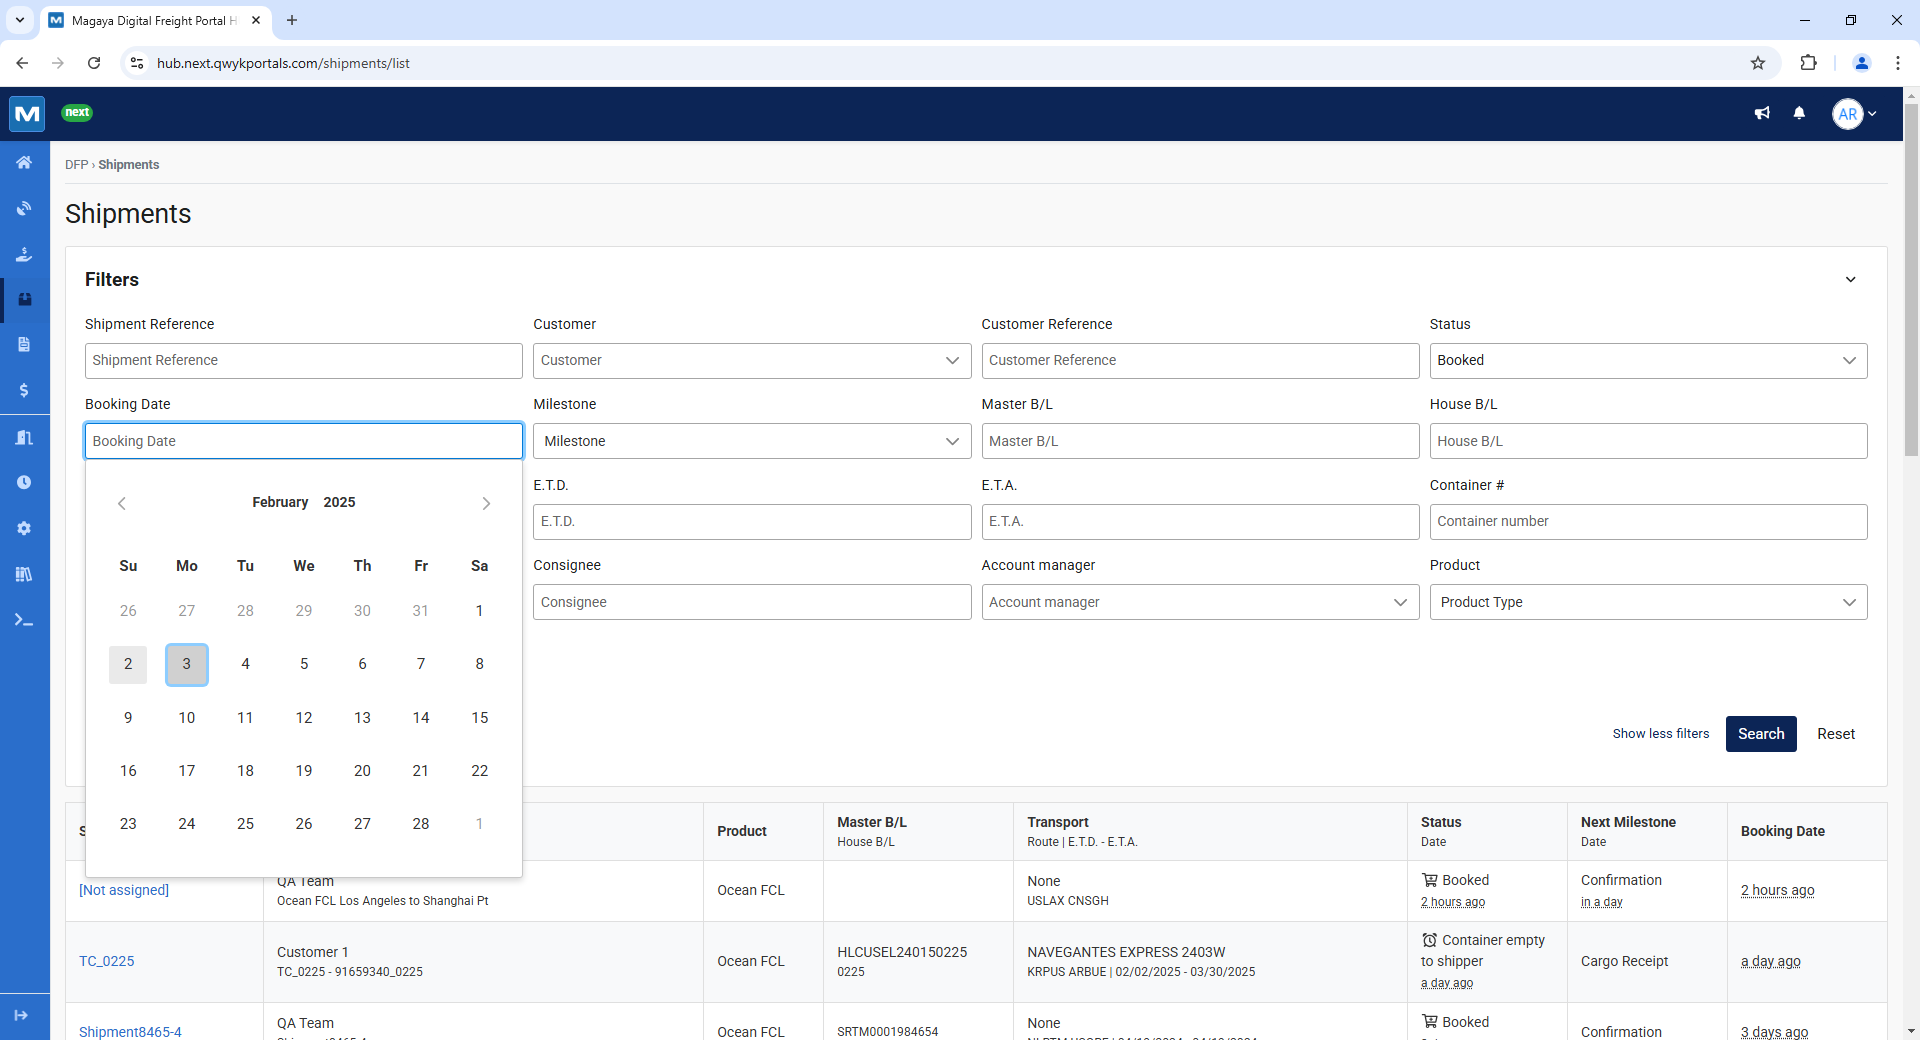 Magaya Digital Freight Portal H
hub.next.qwykportals.com/shipments/list
next
AR
DFP › Shipments
Shipments
Filters
Shipment Reference Customer Customer Reference Status
Shipment Reference Customer Customer Reference Booked
Booking Date Milestone Master B/L House B/L
Booking Date Milestone Master B/L House B/L
February 2025
E.T.D. E.T.A. Container #
E.T.D. E.T.A. Container number
Su Mo Tu We Th Fr Sa
Consignee Account manager Product
Consignee Account manager Product Type
26 27 28 29 30 31 1
2 3 4 5 6 7 8
9 10 11 12 13 14 15
Show less filters Search Reset
16 17 18 19 20 21 22
23 24 25 26 27 28 1
S Product Master B/L Transport Status Next Milestone Booking Date
House B/L Route | E.T.D. - E.T.A. Date Date
[Not assigned] QA Team Ocean FCL None Booked Confirmation 2 hours ago
Ocean FCL Los Angeles to Shanghai Pt USLAX CNSGH 2 hours ago in a day
TC_0225 Customer 1 Ocean FCL HLCUSEL240150225 NAVEGANTES EXPRESS 2403W Container empty to shipper Cargo Receipt a day ago
TC_0225 - 91659340_0225 0225 KRPUS ARBUE | 02/02/2025 - 03/30/2025 a day ago
Shipment8465-4 QA Team Ocean FCL SRTM0001984654 None Booked Confirmation 3 days ago